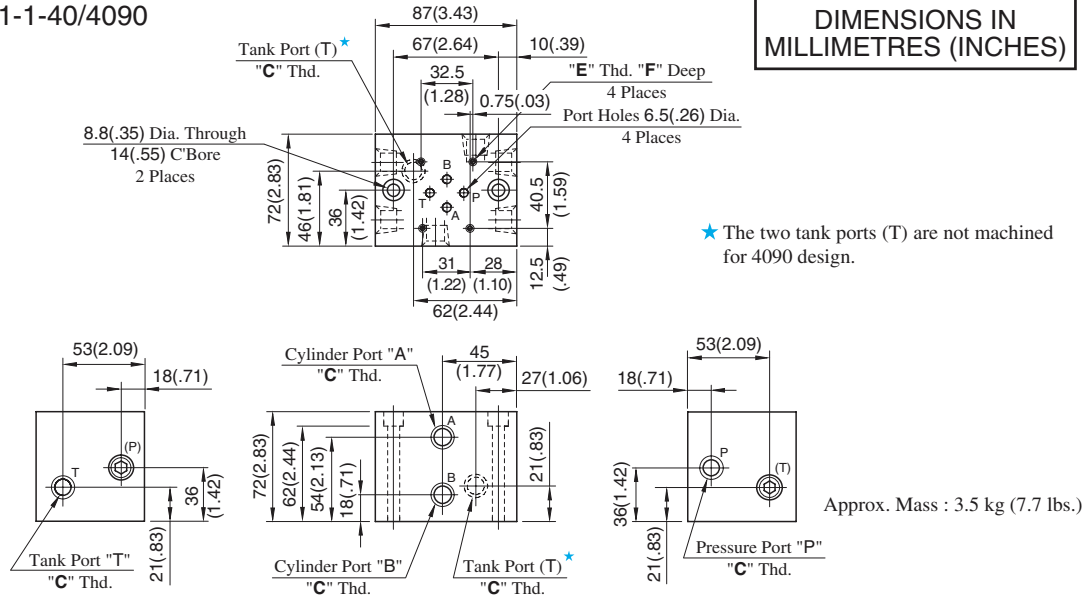 1-1-40/4090
DIMENSIONS IN
MILLIMETRES (INCHES)
87(3.43)
67(2.64)
10(.39)
Tank Port (T)★
"C" Thd.
32.5
(1.28)
"E" Thd. "F" Deep
4 Places
0.75(.03)
Port Holes 6.5(.26) Dia.
4 Places
8.8(.35) Dia. Through
14(.55) C'Bore
2 Places
B
T
P
A
72(2.83)
46(1.81)
36
(1.42)
40.5
(1.59)
12.5
(.49)
31
(1.22)
28
(1.10)
62(2.44)
★ The two tank ports (T) are not machined
for 4090 design.
53(2.09)
18(.71)
(P)
T
36
(1.42)
21(.83)
Tank Port "T"
"C" Thd.
Cylinder Port "A"
"C" Thd.
45
(1.77)
27(1.06)
A
B
72(2.83)
62(2.44)
54(2.13)
18(.71)
21(.83)
Cylinder Port "B"
"C" Thd.
Tank Port (T)★
"C" Thd.
53(2.09)
18(.71)
P
(T)
36(1.42)
21(.83)
Pressure Port "P"
"C" Thd.
Approx. Mass : 3.5 kg (7.7 lbs.)